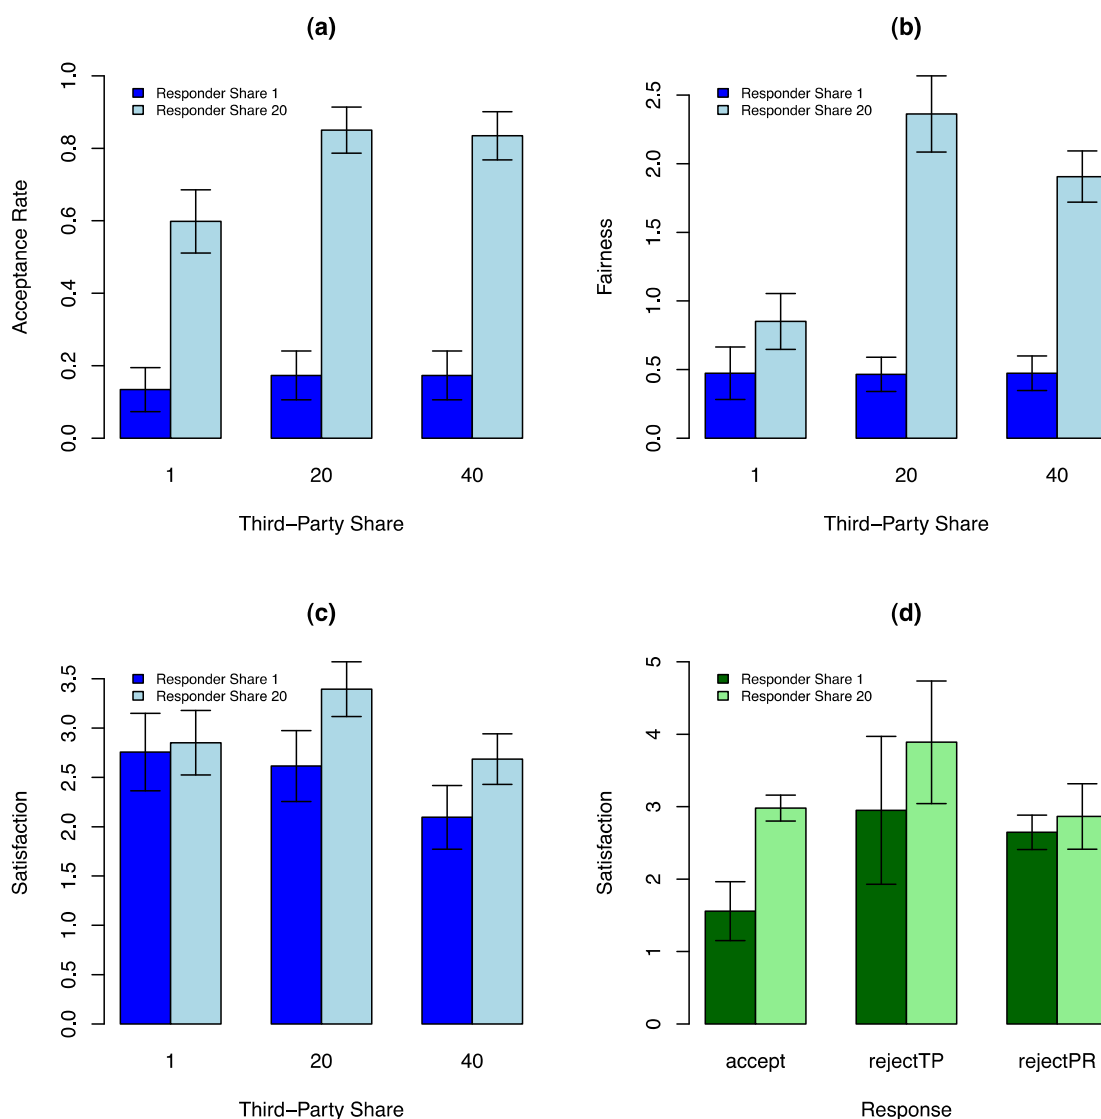 (a)
Responder Share 1
Responder Share 20
Acceptance Rate
0.0 0.2 0.4 0.6 0.8 1.0
1 20 40
Third−Party Share
(b)
Responder Share 1
Responder Share 20
Fairness
0.0 0.5 1.0 1.5 2.0 2.5
1 20 40
Third−Party Share
(c)
Responder Share 1
Responder Share 20
Satisfaction
0.0 0.5 1.0 1.5 2.0 2.5 3.0 3.5
1 20 40
Third−Party Share
(d)
Responder Share 1
Responder Share 20
Satisfaction
0 1 2 3 4 5
accept rejectTP rejectPR
Response